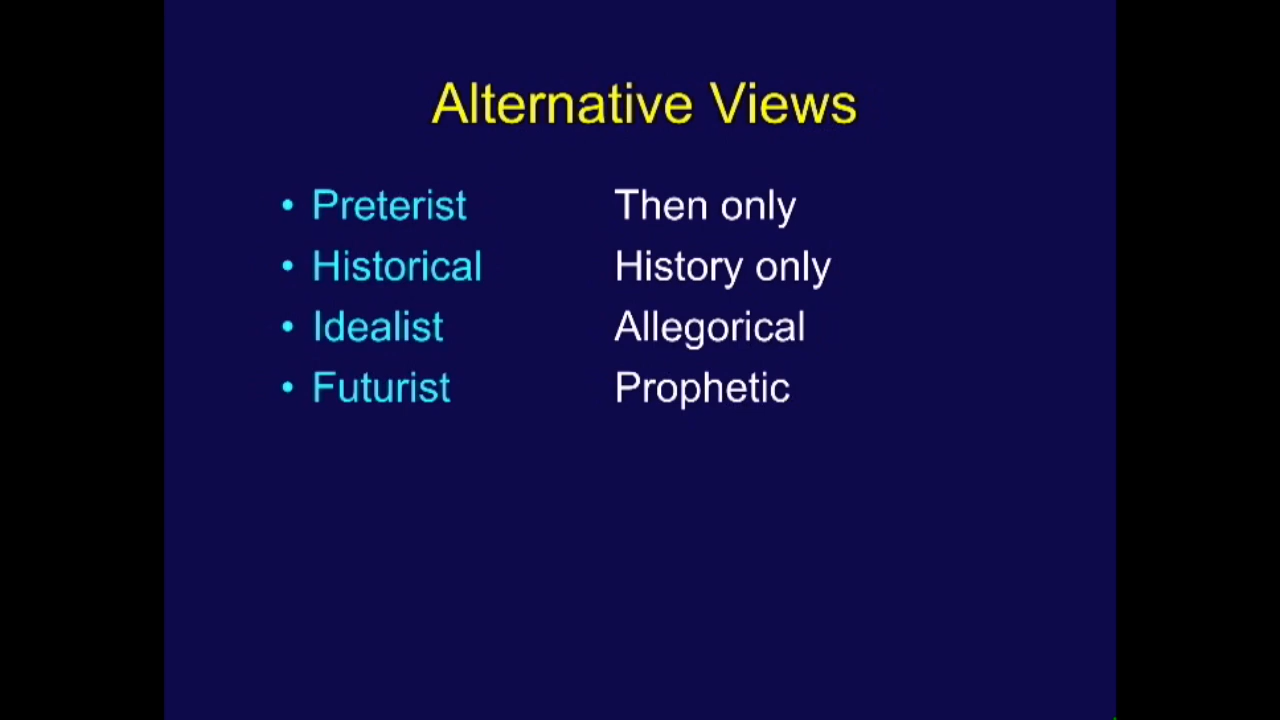 Alternative Views
• Preterist Then only
• Historical History only
• Idealist Allegorical
• Futurist Prophetic